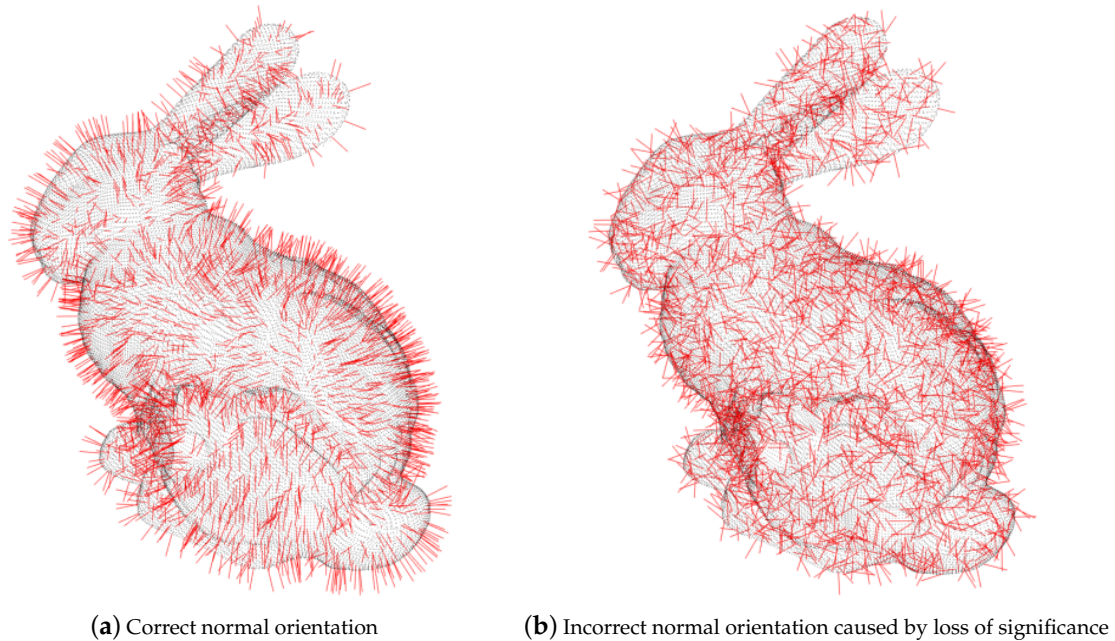 (a) Correct normal orientation
(b) Incorrect normal orientation caused by loss of significance